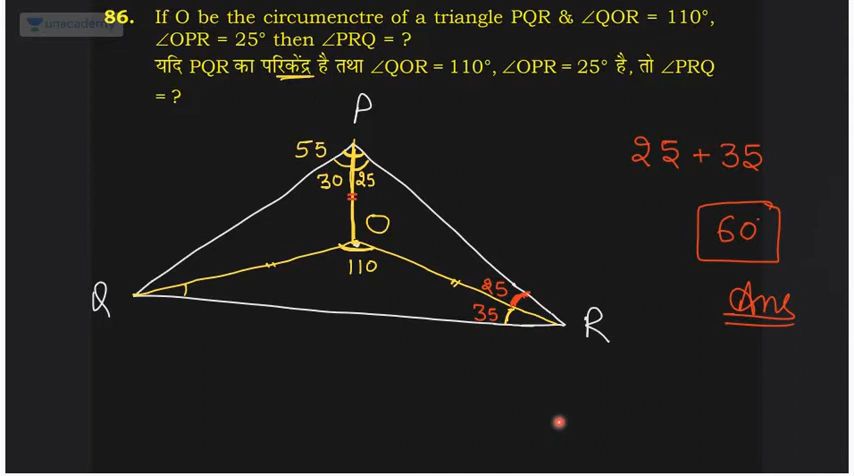 unacademy
86. If O be the circumenctre of a triangle PQR & ∠QOR = 110°,
∠OPR = 25° then ∠PRQ = ?
यदि PQR का परिकेंद्र है तथा ∠QOR = 110°, ∠OPR = 25° है, तो ∠PRQ
= ?
P
55
30 25
O
110
Q
25
35
R
25 + 35
60°
Ans